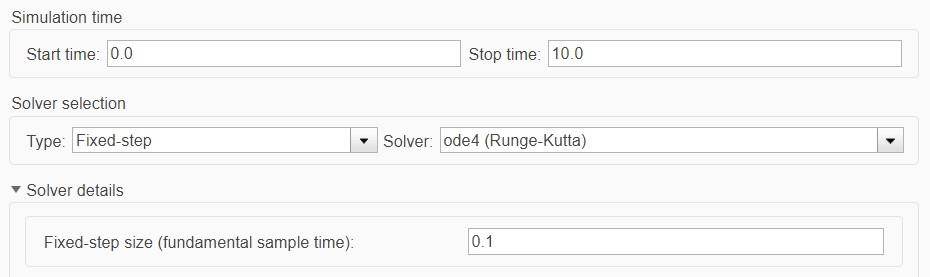 Simulation time
Start time: 0.0 Stop time: 10.0
Solver selection
Type: Fixed-step Solver: ode4 (Runge-Kutta)
Solver details
Fixed-step size (fundamental sample time): 0.1